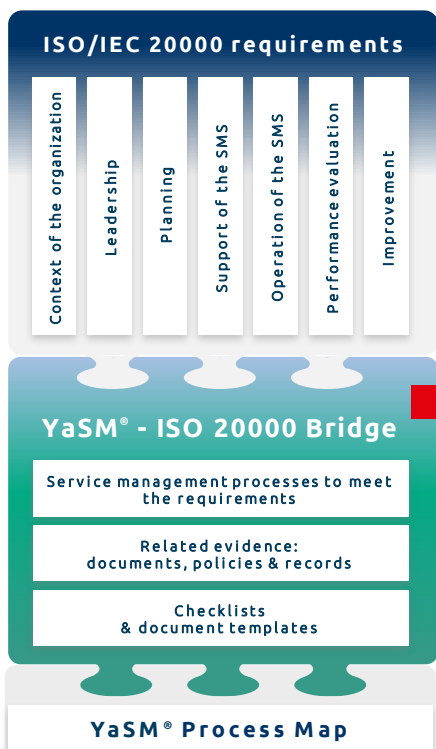 ISO/IEC 20000 requirements
Context of the organization
Leadership
Planning
Support of the SMS
Operation of the SMS
Performance evaluation
Improvement
YaSM® - ISO 20000 Bridge
Service management processes to meet
the requirements
Related evidence:
documents, policies & records
Checklists
& document templates
YaSM® Process Map